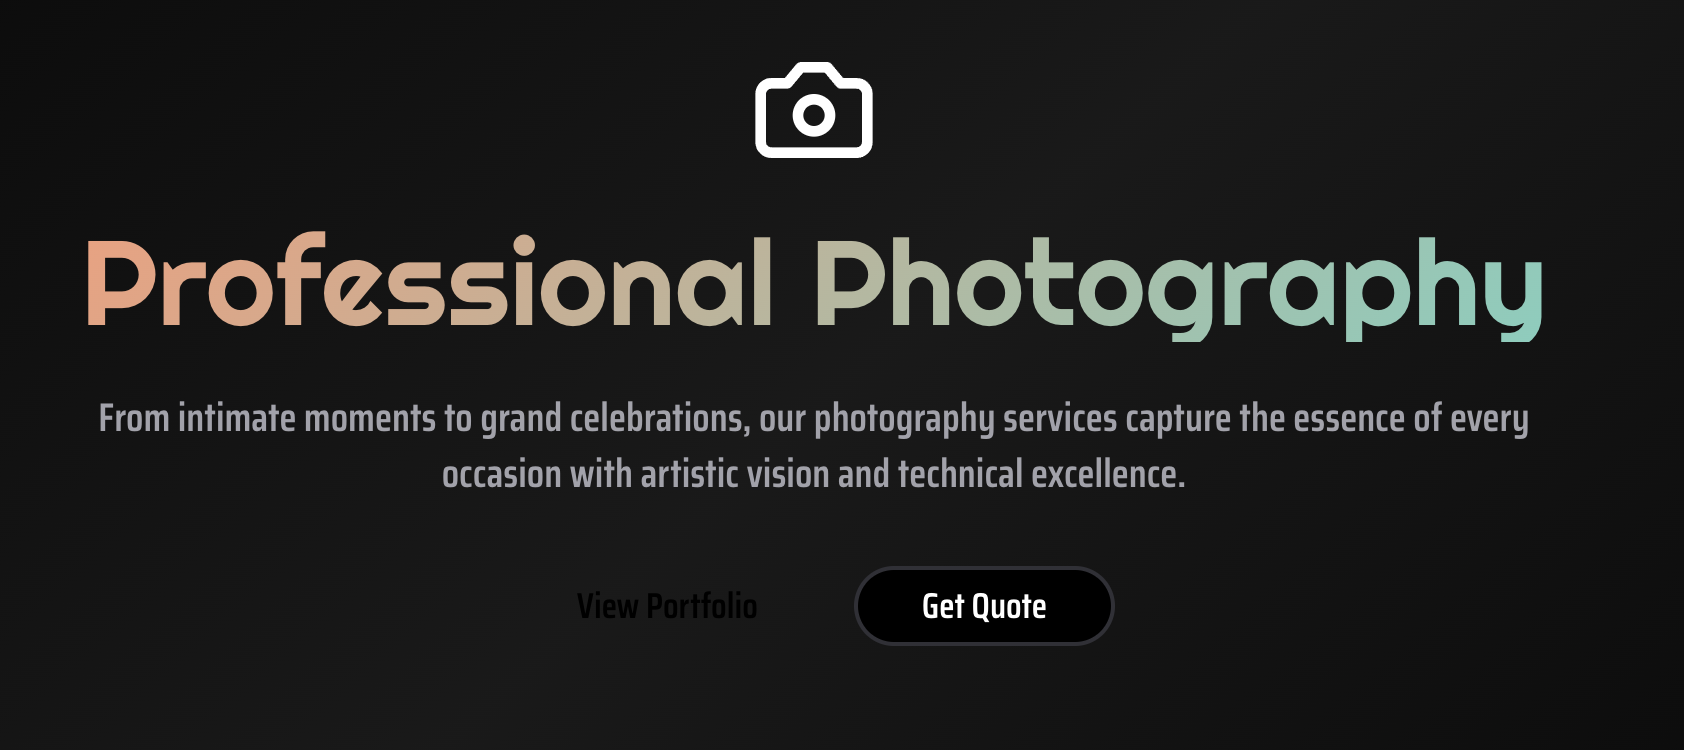 Professional Photography
From intimate moments to grand celebrations, our photography services capture the essence of every
occasion with artistic vision and technical excellence.
View Portfolio
Get Quote